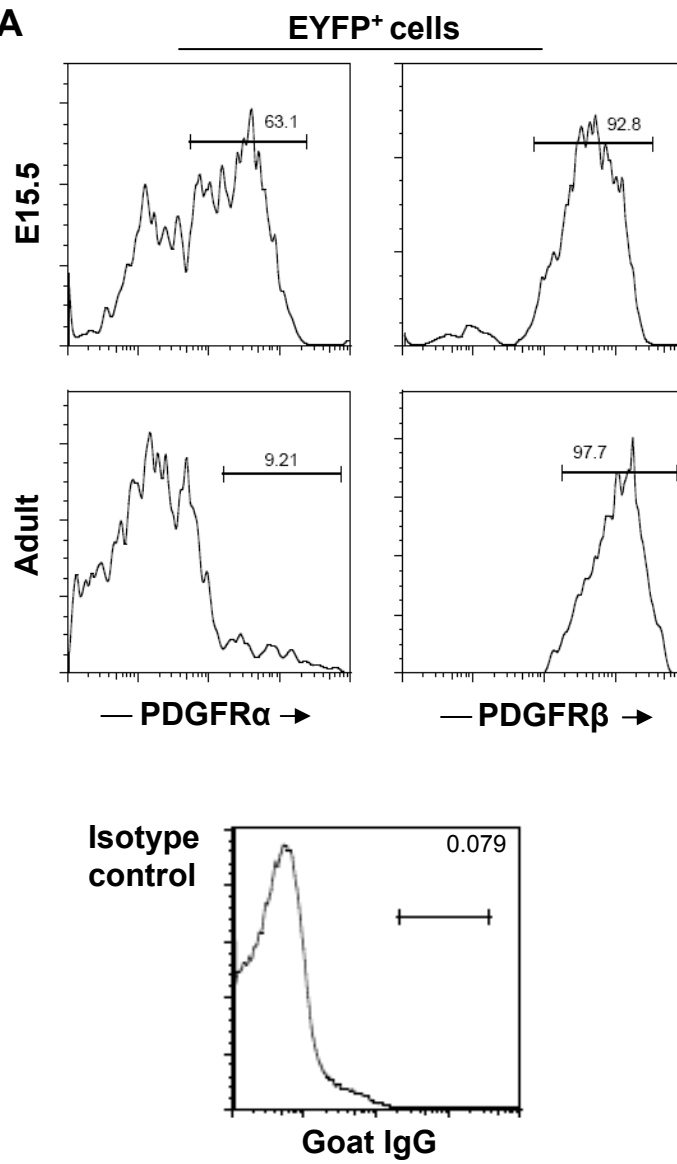 A
EYFP⁺ cells
E15.5
63.1
92.8
Adult
9.21
97.7
— PDGFRα →
— PDGFRβ →
Isotype
control
0.079
Goat IgG